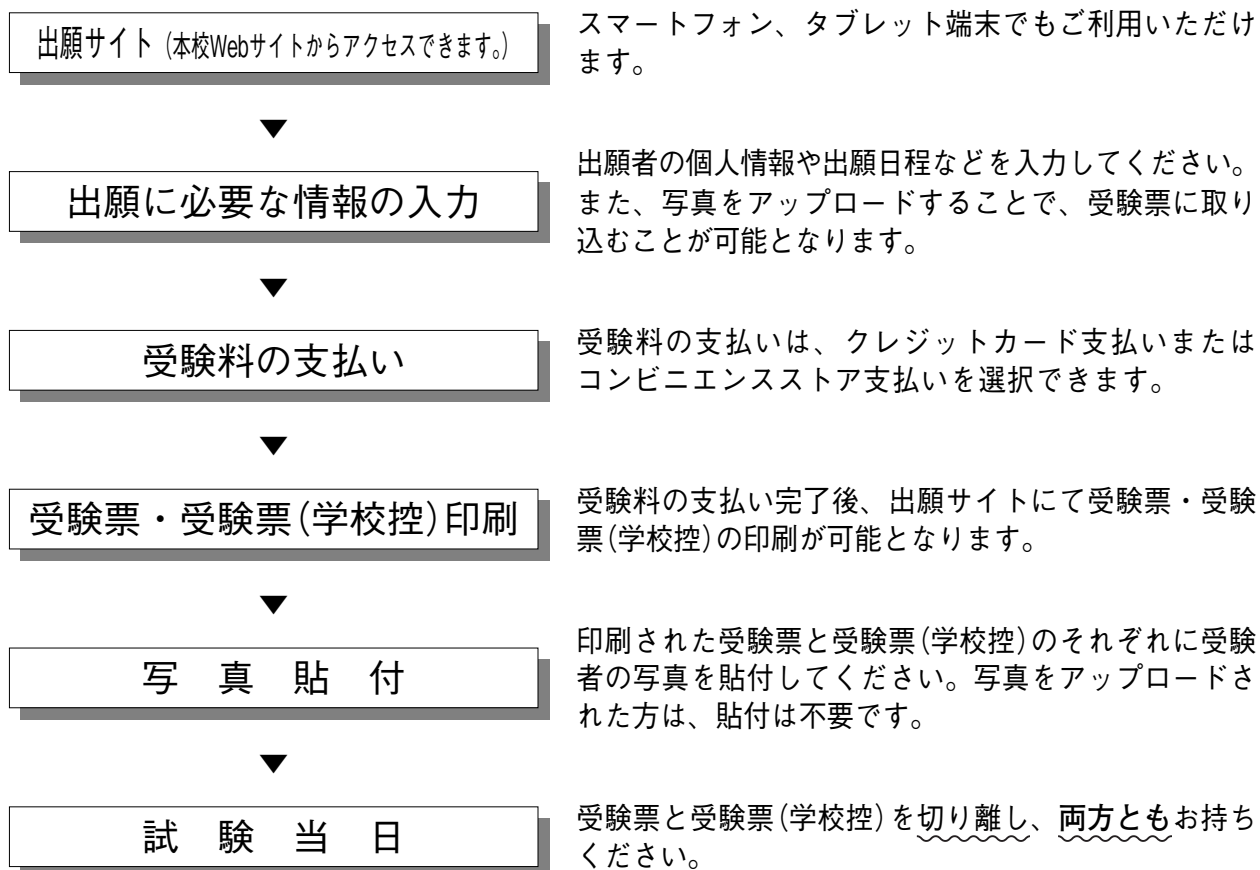 出願サイト(本校Webサイトからアクセスできます。)
スマートフォン、タブレット端末でもご利用いただけ
ます。
▼
出願に必要な情報の入力
出願者の個人情報や出願日程などを入力してください。
また、写真をアップロードすることで、受験票に取り
込むことが可能となります。
▼
受験料の支払い
受験料の支払いは、クレジットカード支払いまたは
コンビニエンスストア支払いを選択できます。
▼
受験票・受験票(学校控)印刷
受験料の支払い完了後、出願サイトにて受験票・受験
票(学校控)の印刷が可能となります。
▼
写真貼付
印刷された受験票と受験票(学校控)のそれぞれに受験
者の写真を貼付してください。写真をアップロードさ
れた方は、貼付は不要です。
▼
試験当日
受験票と受験票(学校控)を切り離し、両方ともお持ち
ください。